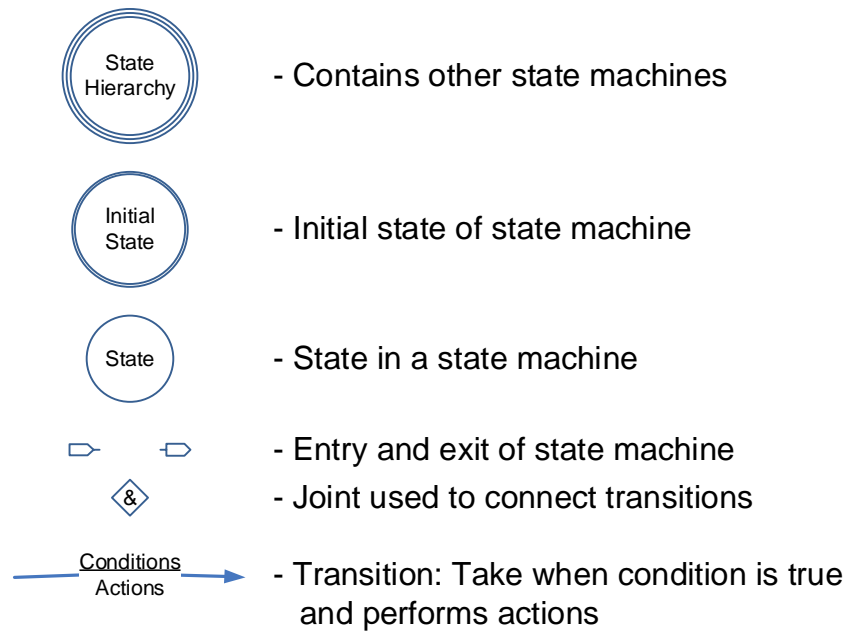 State
Hierarchy
- Contains other state machines
Initial
State
- Initial state of state machine
State
- State in a state machine
- Entry and exit of state machine
&
- Joint used to connect transitions
Conditions
Actions
- Transition: Take when condition is true
and performs actions